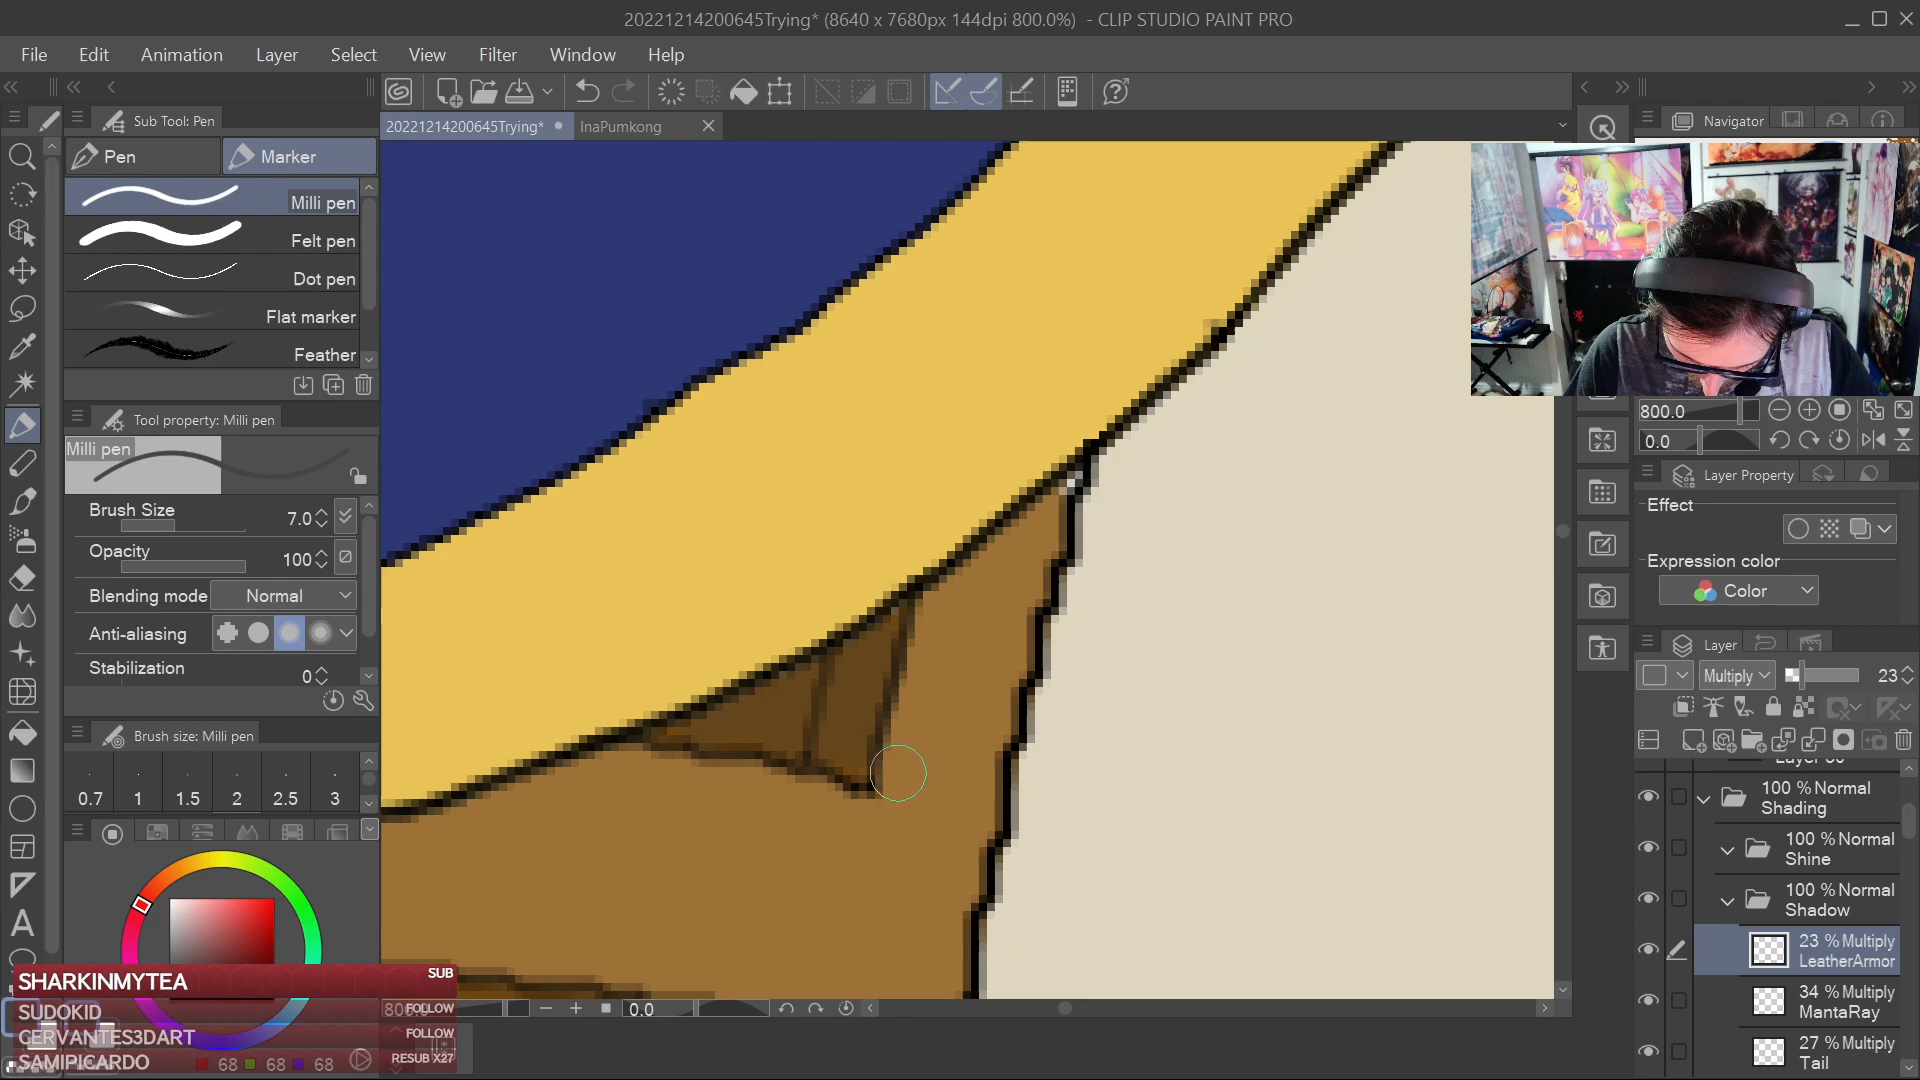 20221214200645Trying* (8640 x 7680px 144dpi 800.0%) - CLIP STUDIO PAINT PRO
File Edit Animation Layer Select View Filter Window Help
Sub Tool: Pen
20221214200645Trying*
InaPumkong
Navigator
Pen
Marker
Milli pen
Felt pen
Dot pen
Flat marker
Feather
Tool property: Milli pen
Milli pen
Brush Size 7.0
Opacity 100
Blending mode Normal
Anti-aliasing
Stabilization 0
Brush size: Milli pen
0.7 1 1.5 2 2.5 3
800.0
0.0
Layer Property
Effect
Expression color
Color
Layer
Multiply 23
100 % Normal
Shading
100 % Normal
Shine
100 % Normal
Shadow
23 % Multiply
LeatherArmor
34 % Multiply
MantaRay
27 % Multiply
Tail
SHARKINMYTEA SUB
SUDOKID FOLLOW
CERVANTES3DART FOLLOW
SAMIPICARDO RESUB X27
68 68 68
0.0